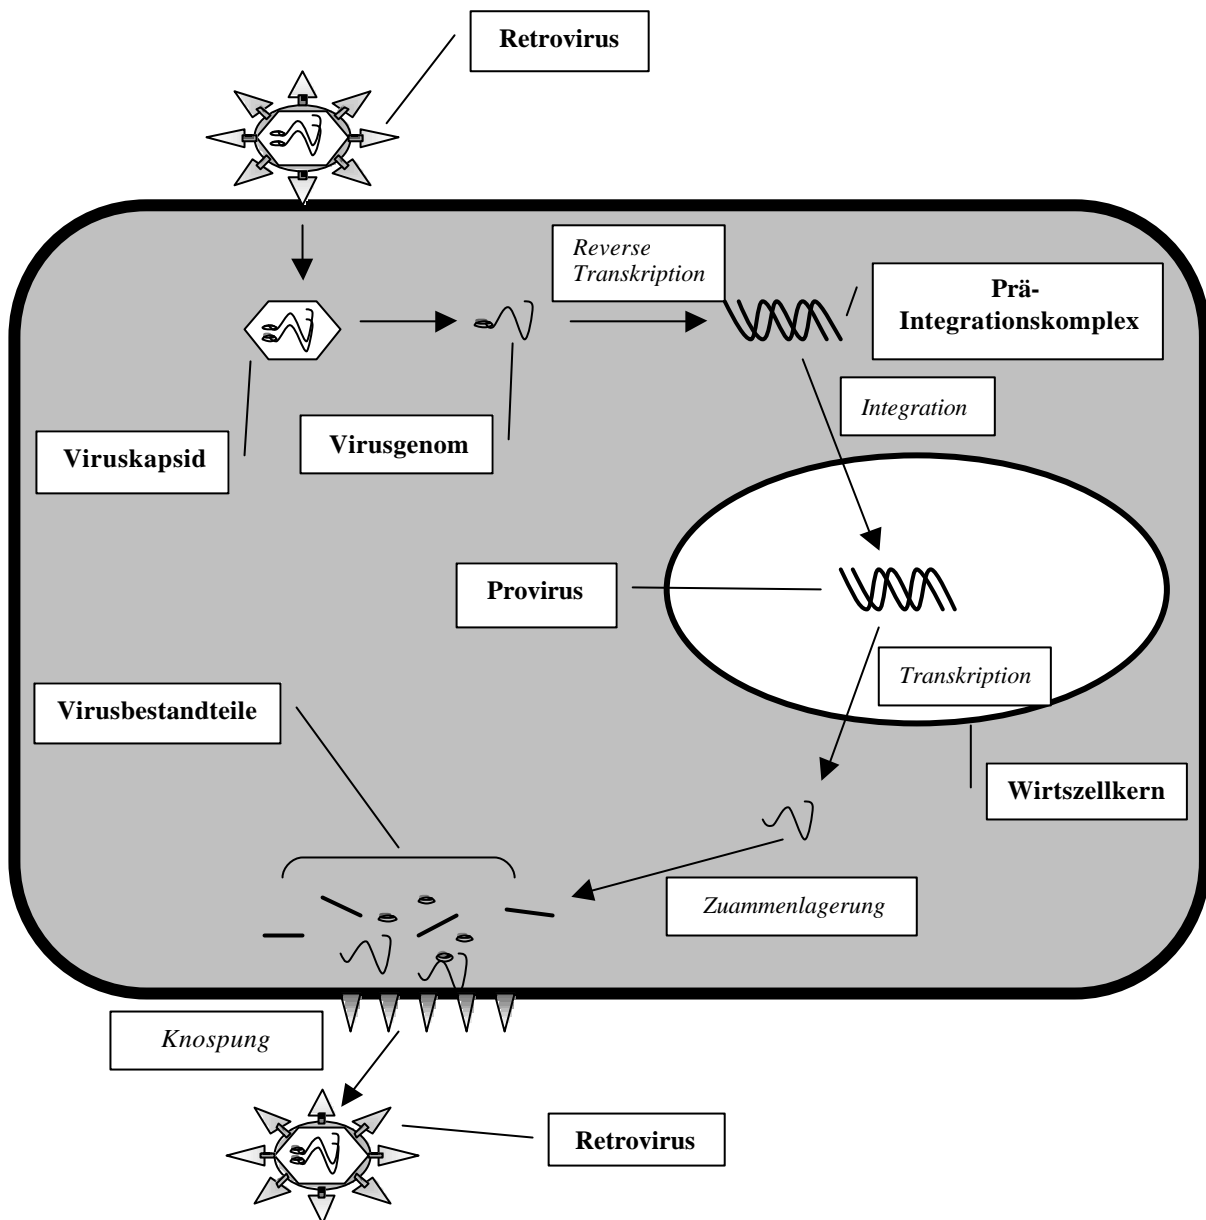 Retrovirus
Reverse
Transkription
Prä-
Integrationskomplex
Integration
Viruskapsid
Virusgenom
Provirus
Transkription
Virusbestandteile
Wirtszellkern
Zuammenlagerung
Knospung
Retrovirus